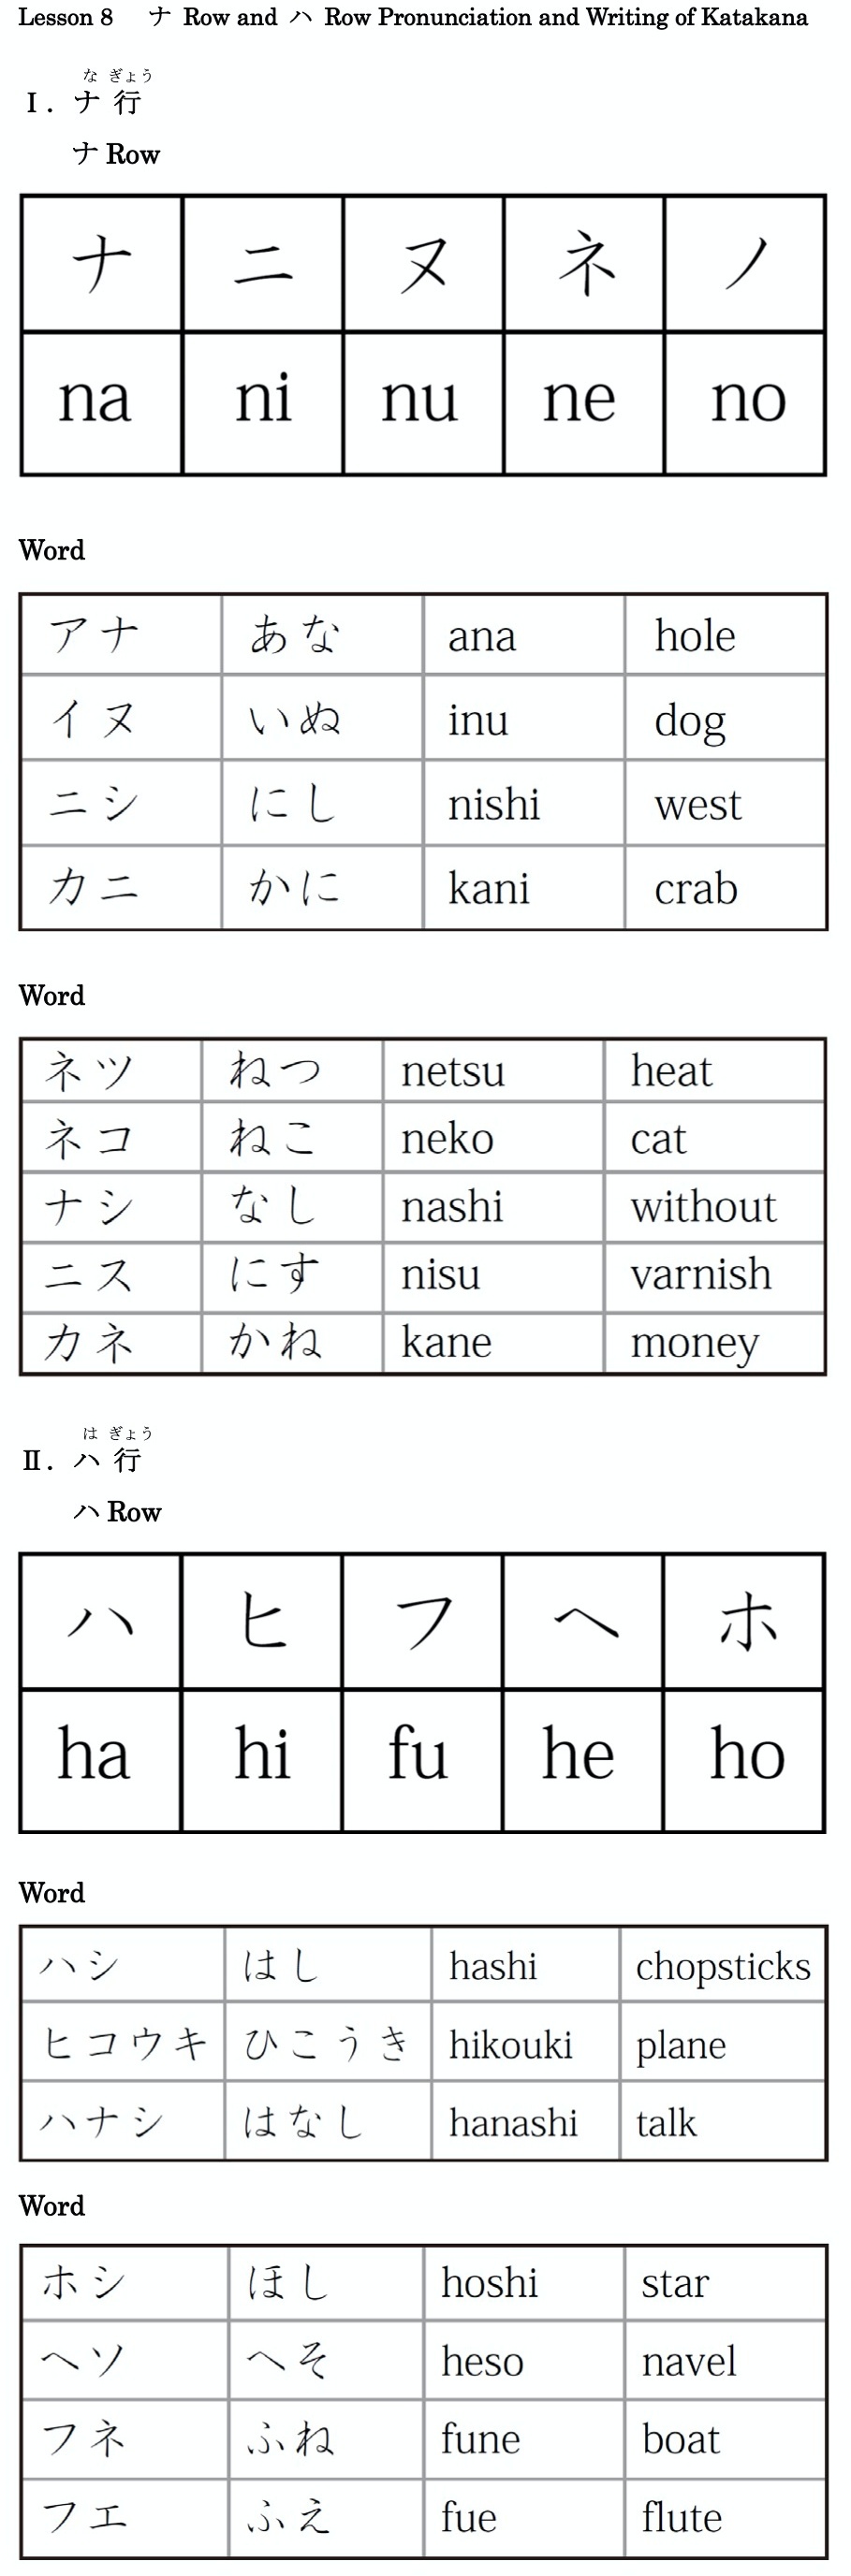 Lesson 8 ナ Row and ハ Row Pronunciation and Writing of Katakana
な ぎょう
Ⅰ. ナ 行
ナ Row
ナ ニ ヌ ネ ノ
na ni nu ne no
Word
アナ あな ana hole
イヌ いぬ inu dog
ニシ にし nishi west
カニ かに kani crab
Word
ネツ ねつ netsu heat
ネコ ねこ neko cat
ナシ なし nashi without
ニス にす nisu varnish
カネ かね kane money
は ぎょう
Ⅱ. ハ 行
ハ Row
ハ ヒ フ ヘ ホ
ha hi fu he ho
Word
ハシ はし hashi chopsticks
ヒコウキ ひこうき hikouki plane
ハナシ はなし hanashi talk
Word
ホシ ほし hoshi star
ヘソ へそ heso navel
フネ ふね fune boat
フエ ふえ fue flute